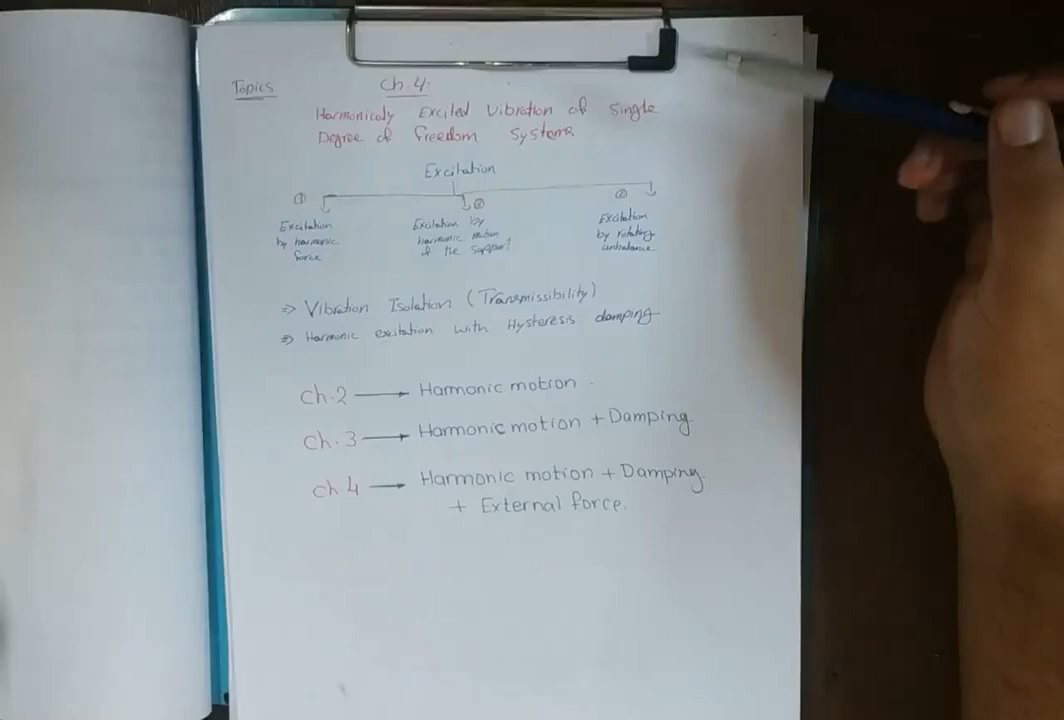 Topics
Ch 4.
Harmonicaly Excited Vibration of Single
Degree of freedom Systems
Excitation
① ② ②
Excitation
by harmonic
force
Excitation by
harmonic motion
of the support
Excitation
by rotating
unbalance
=> Vibration Isolation (Transmissibility)
=> Harmonic excitation with Hysteresis damping
Ch.2 → Harmonic motion
Ch.3 → Harmonic motion + Damping
Ch 4 → Harmonic motion + Damping
+ External force.